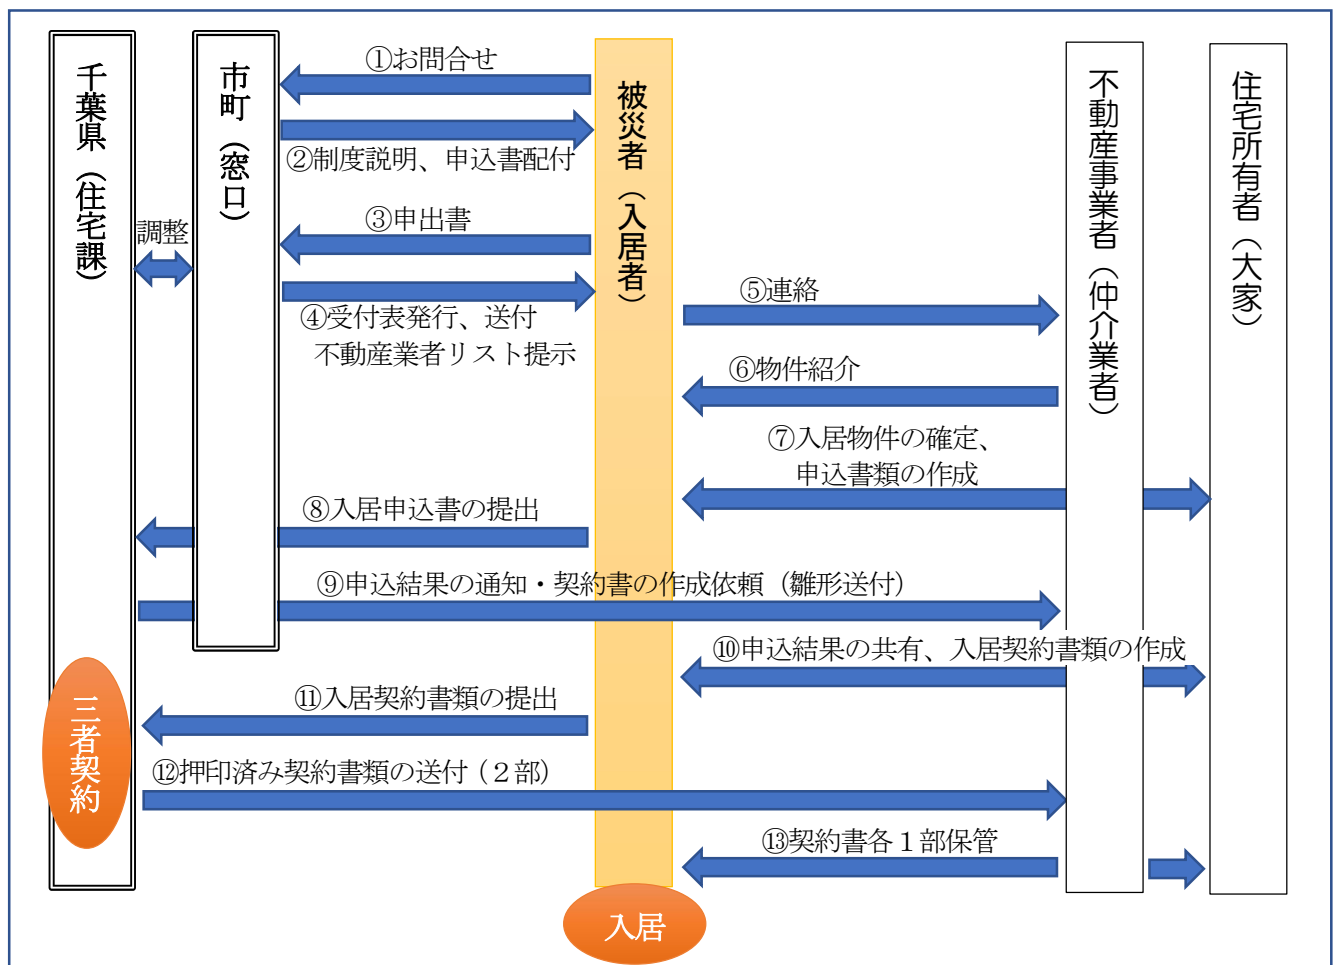 千葉県（住宅課）
市町（窓口）
被災者（入居者）
不動産事業者（仲介業者）
住宅所有者（大家）
①お問合せ
②制度説明、申込書配付
③申出書
調整
④受付表発行、送付
不動産業者リスト提示
⑤連絡
⑥物件紹介
⑦入居物件の確定、
申込書類の作成
⑧入居申込書の提出
⑨申込結果の通知・契約書の作成依頼（雛形送付）
⑩申込結果の共有、入居契約書類の作成
⑪入居契約書類の提出
三者契約
⑫押印済み契約書類の送付（２部）
⑬契約書各１部保管
入居